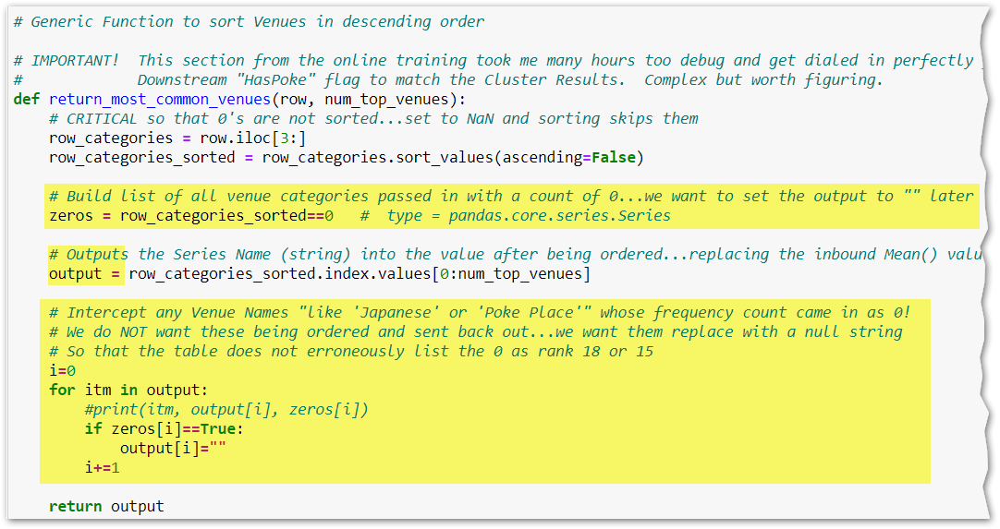 # Generic Function to sort Venues in descending order
# IMPORTANT!  This section from the online training took me many hours too debug and get dialed in perfectly
#             Downstream "HasPoke" flag to match the Cluster Results.  Complex but worth figuring.
def return_most_common_venues(row, num_top_venues):
    # CRITICAL so that 0's are not sorted...set to NaN and sorting skips them
    row_categories = row.iloc[3:]
    row_categories_sorted = row_categories.sort_values(ascending=False)
    # Build list of all venue categories passed in with a count of 0...we want to set the output to "" later
    zeros = row_categories_sorted==0   #  type = pandas.core.series.Series
    # Outputs the Series Name (string) into the value after being ordered...replacing the inbound Mean()
    output = row_categories_sorted.index.values[0:num_top_venues]
    # Intercept any Venue Names "like 'Japanese' or 'Poke Place'" whose frequency count came in as 0!
    # We do NOT want these being ordered and sent back out...we want them replace with a null string
    # So that the table does not erroneously list the 0 as rank 18 or 15
    i=0
    for itm in output:
        #print(itm, output[i], zeros[i])
        if zeros[i]==True:
            output[i]=""
        i+=1
    return output